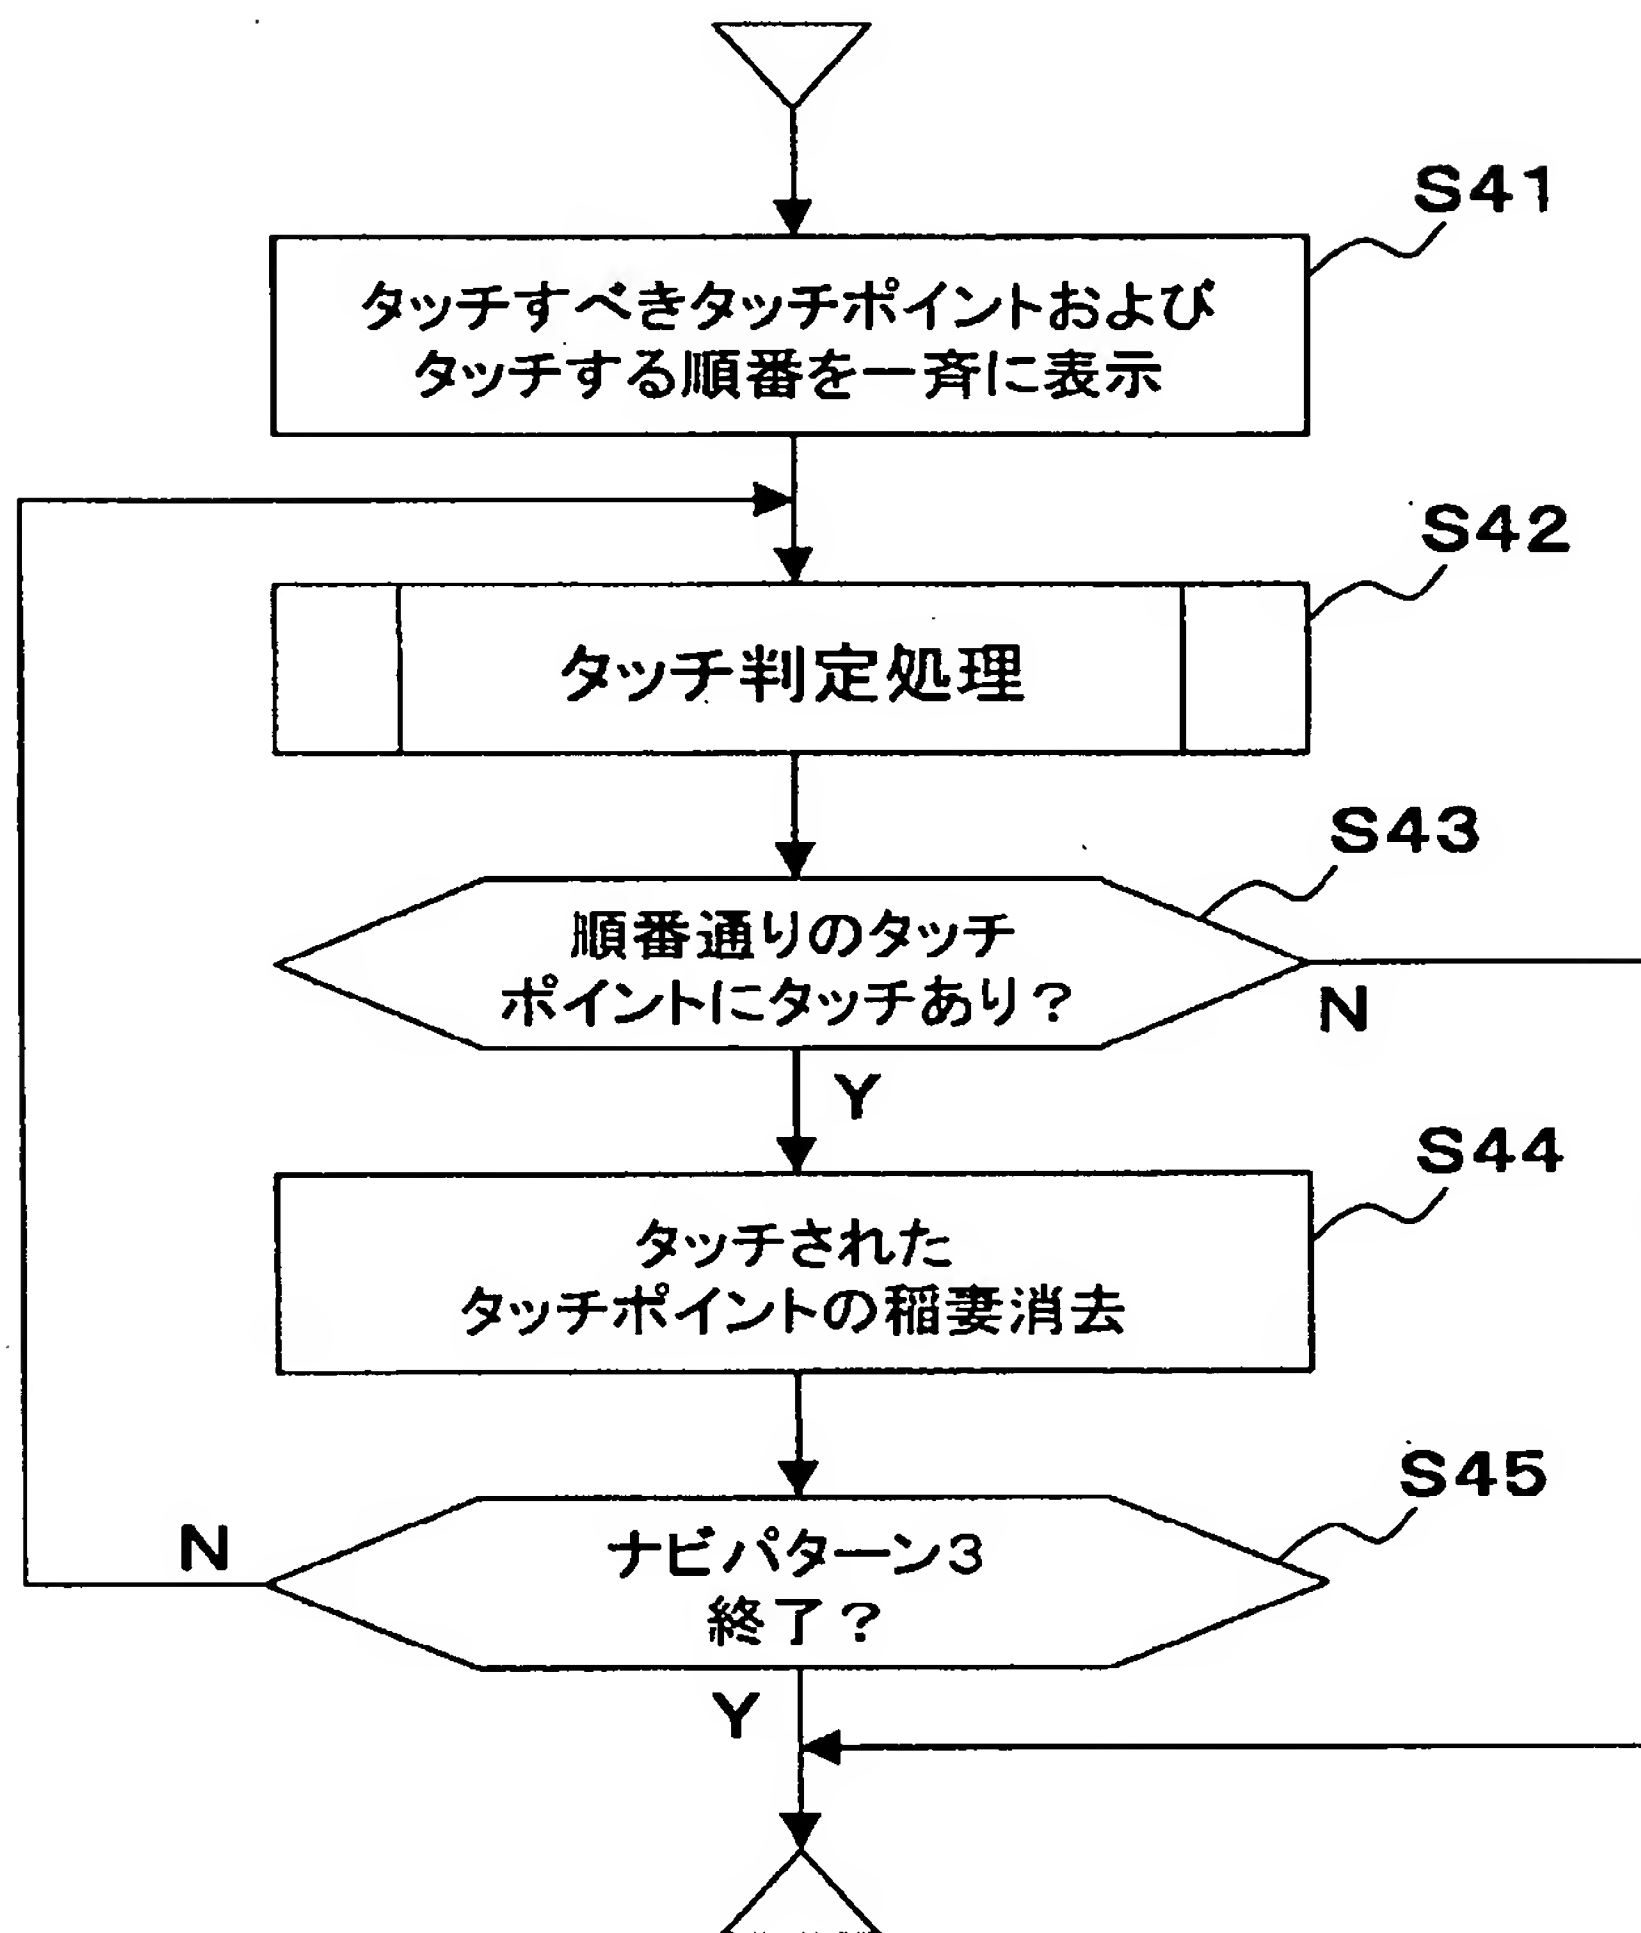 S41
タッチすべきタッチポイントおよび
タッチする順番を一斉に表示
S42
タッチ判定処理
S43
順番通りのタッチ
ポイントにタッチあり?
N
Y
S44
タッチされた
タッチポイントの稲妻消去
S45
N
ナビパターン3
終了?
Y